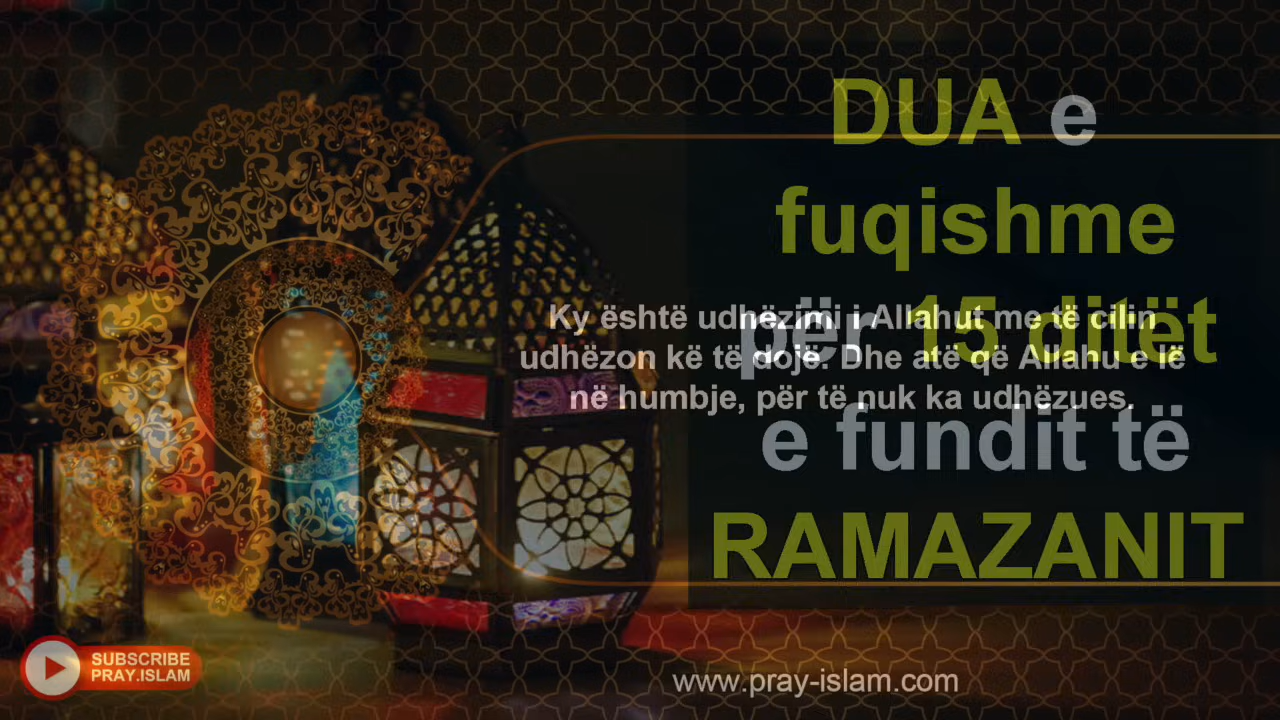 DUA e
fuqishme
për 15 ditët
e fundit të
RAMAZANIT
Ky është udhëzimi i Allahut me të cilin
udhëzon kë të dojë. Dhe atë që Allahu e lë
në humbje, për të nuk ka udhëzues.
SUBSCRIBE
PRAY.ISLAM
www.pray-islam.com